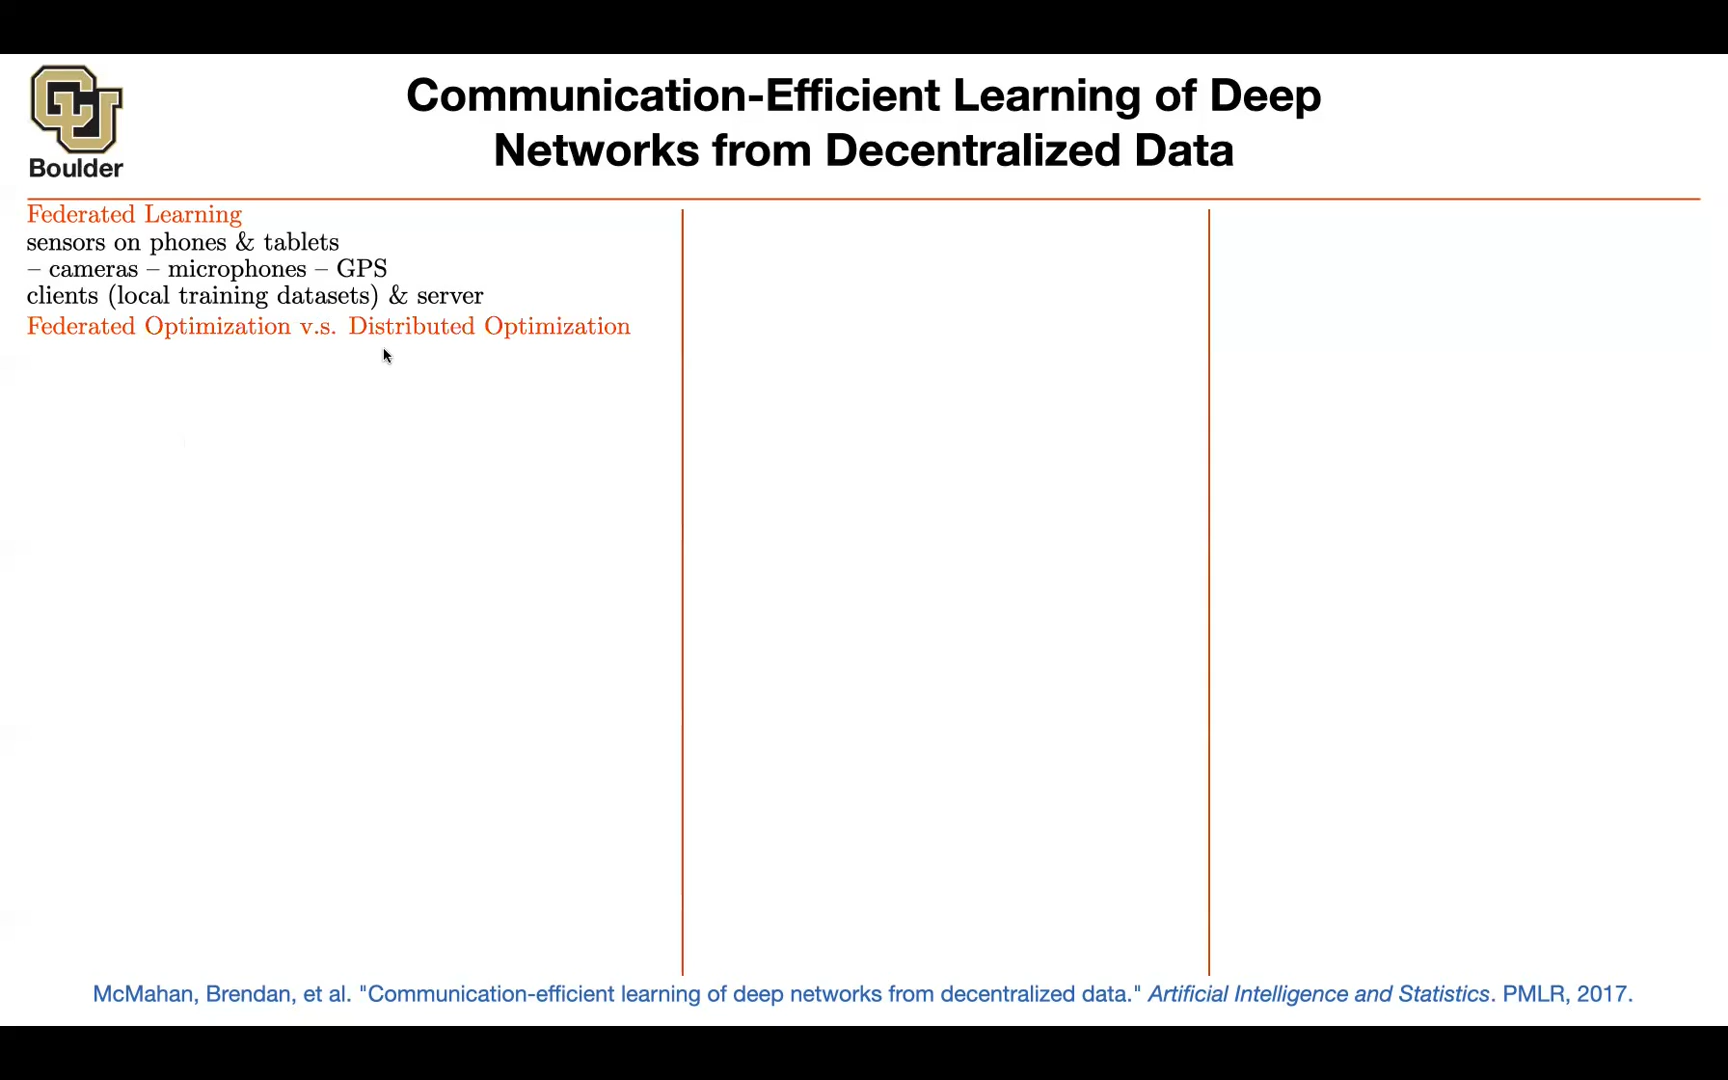 Communication-Efficient Learning of Deep
Networks from Decentralized Data
CU
Boulder
Federated Learning
sensors on phones & tablets
– cameras – microphones – GPS
clients (local training datasets) & server
Federated Optimization v.s. Distributed Optimization
McMahan, Brendan, et al. "Communication-efficient learning of deep networks from decentralized data." Artificial Intelligence and Statistics. PMLR, 2017.